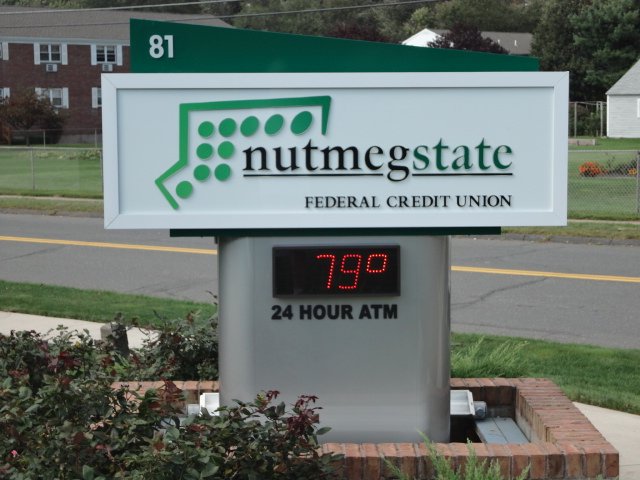 81
nutmegstate
FEDERAL CREDIT UNION
79°
24 HOUR ATM